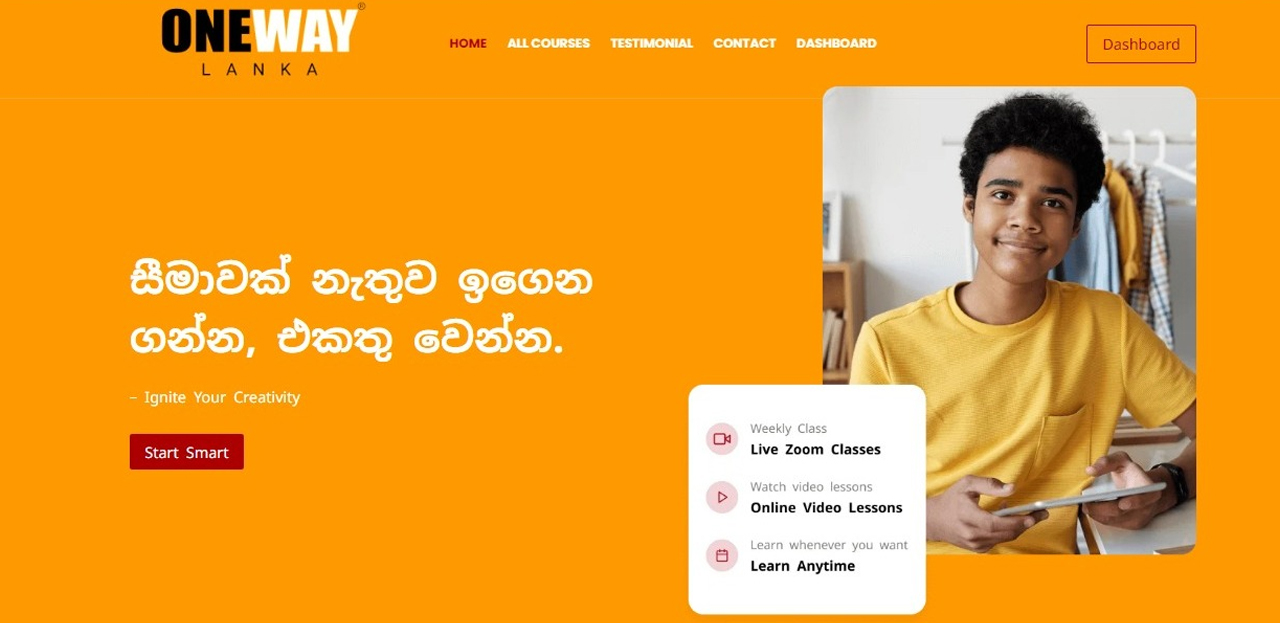 ONEWAY®
LANKA
HOME ALL COURSES TESTIMONIAL CONTACT DASHBOARD
Dashboard
සීමාවක් නැතුව ඉගෙන
ගන්න, එකතු වෙන්න.
– Ignite Your Creativity
Start Smart
Weekly Class
Live Zoom Classes
Watch video lessons
Online Video Lessons
Learn whenever you want
Learn Anytime